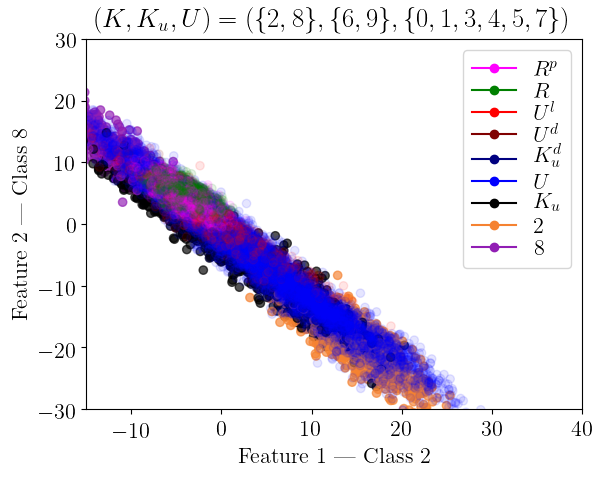 (K, K_u, U) = ({2, 8}, {6, 9}, {0, 1, 3, 4, 5, 7})
30
20
10
0
−10
−20
−30
Feature 2 — Class 8
R^p
R
U^l
U^d
K_u^d
U
K_u
2
8
−10
0
10
20
30
40
Feature 1 — Class 2